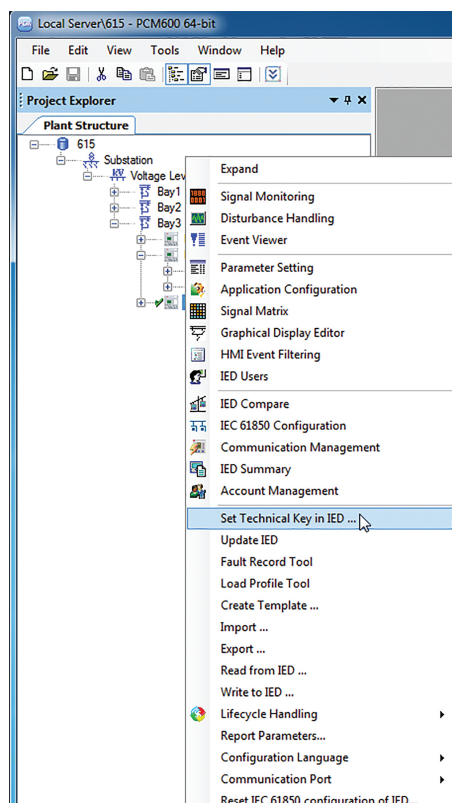 Local Server\615 - PCM600 64-bit
File Edit View Tools Window Help
Project Explorer
Plant Structure
615
Substation
Voltage Lev
Bay1
Bay2
Bay3
Expand
Signal Monitoring
Disturbance Handling
Event Viewer
Parameter Setting
Application Configuration
Signal Matrix
Graphical Display Editor
HMI Event Filtering
IED Users
IED Compare
IEC 61850 Configuration
Communication Management
IED Summary
Account Management
Set Technical Key in IED ...
Update IED
Fault Record Tool
Load Profile Tool
Create Template ...
Import ...
Export ...
Read from IED ...
Write to IED ...
Lifecycle Handling
Report Parameters...
Configuration Language
Communication Port
Reset IEC 61850 configuration of IED...